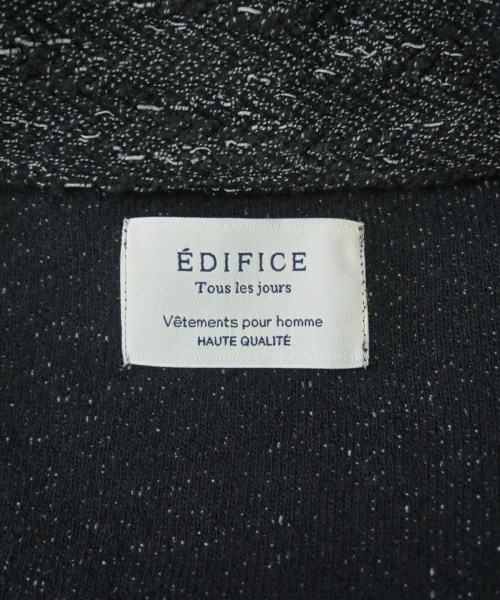 ÉDIFICE
Tous les jours
Vêtements pour homme
HAUTE QUALITÉ